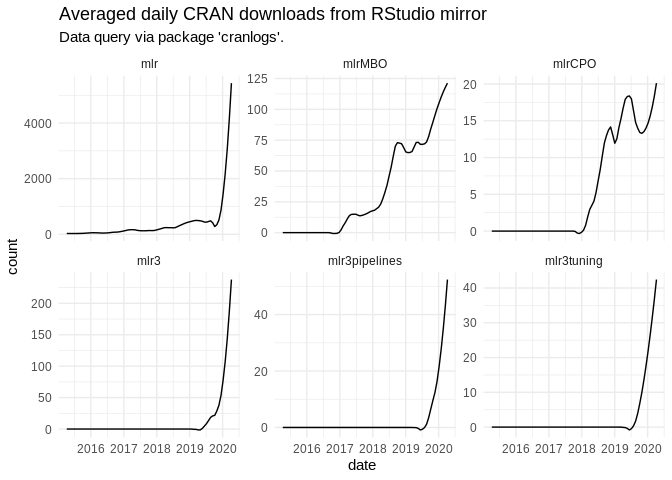 Averaged daily CRAN downloads from RStudio mirror
Data query via package 'cranlogs'.
mlr
mlrMBO
mlrCPO
4000
2000
0
125
100
75
50
25
0
20
15
10
5
0
count
mlr3
mlr3pipelines
mlr3tuning
200
150
100
50
0
40
20
0
40
30
20
10
0
2016 2017 2018 2019 2020
2016 2017 2018 2019 2020
2016 2017 2018 2019 2020
date